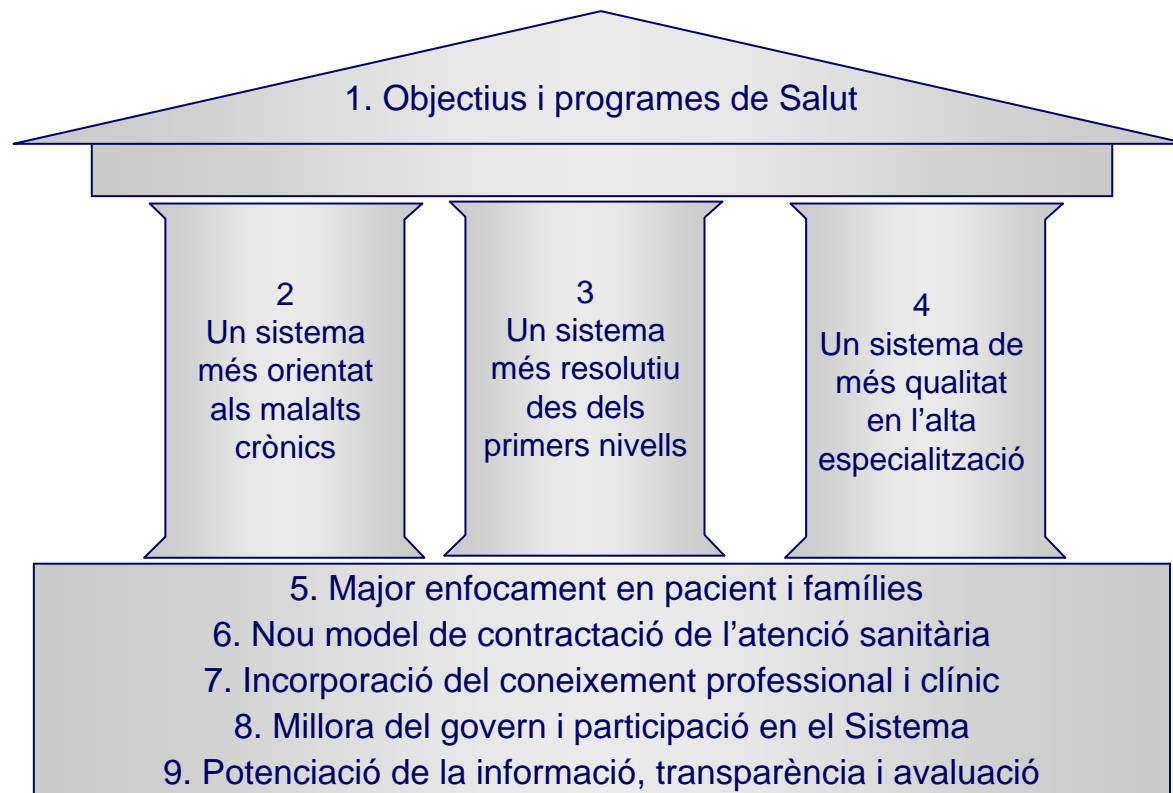 1. Objectius i programes de Salut
2
Un sistema
més orientat
als malalts
crònics
3
Un sistema
més resolutiu
des dels
primers nivells
4
Un sistema de
més qualitat
en l’alta
especialització
5. Major enfocament en pacient i famílies
6. Nou model de contractació de l’atenció sanitària
7. Incorporació del coneixement professional i clínic
8. Millora del govern i participació en el Sistema
9. Potenciació de la informació, transparència i avaluació